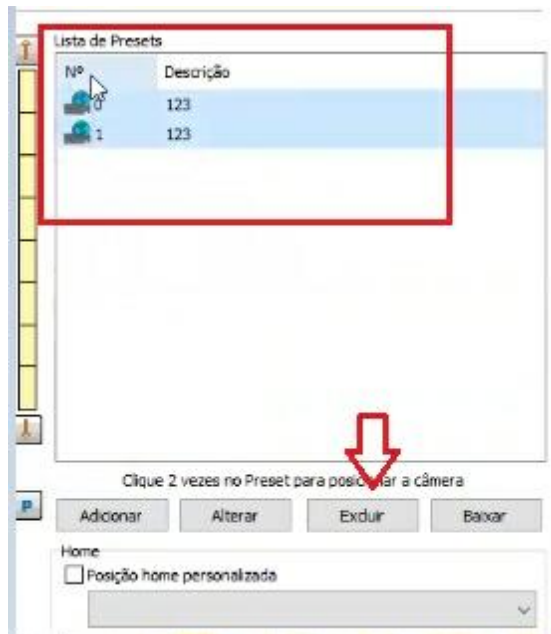 Lista de Presets
Nº Descrição
0 123
1 123
Clique 2 vezes no Preset para posicionar a câmera
P
Adicionar Alterar Excluir Baixar
Home
Posição home personalizada